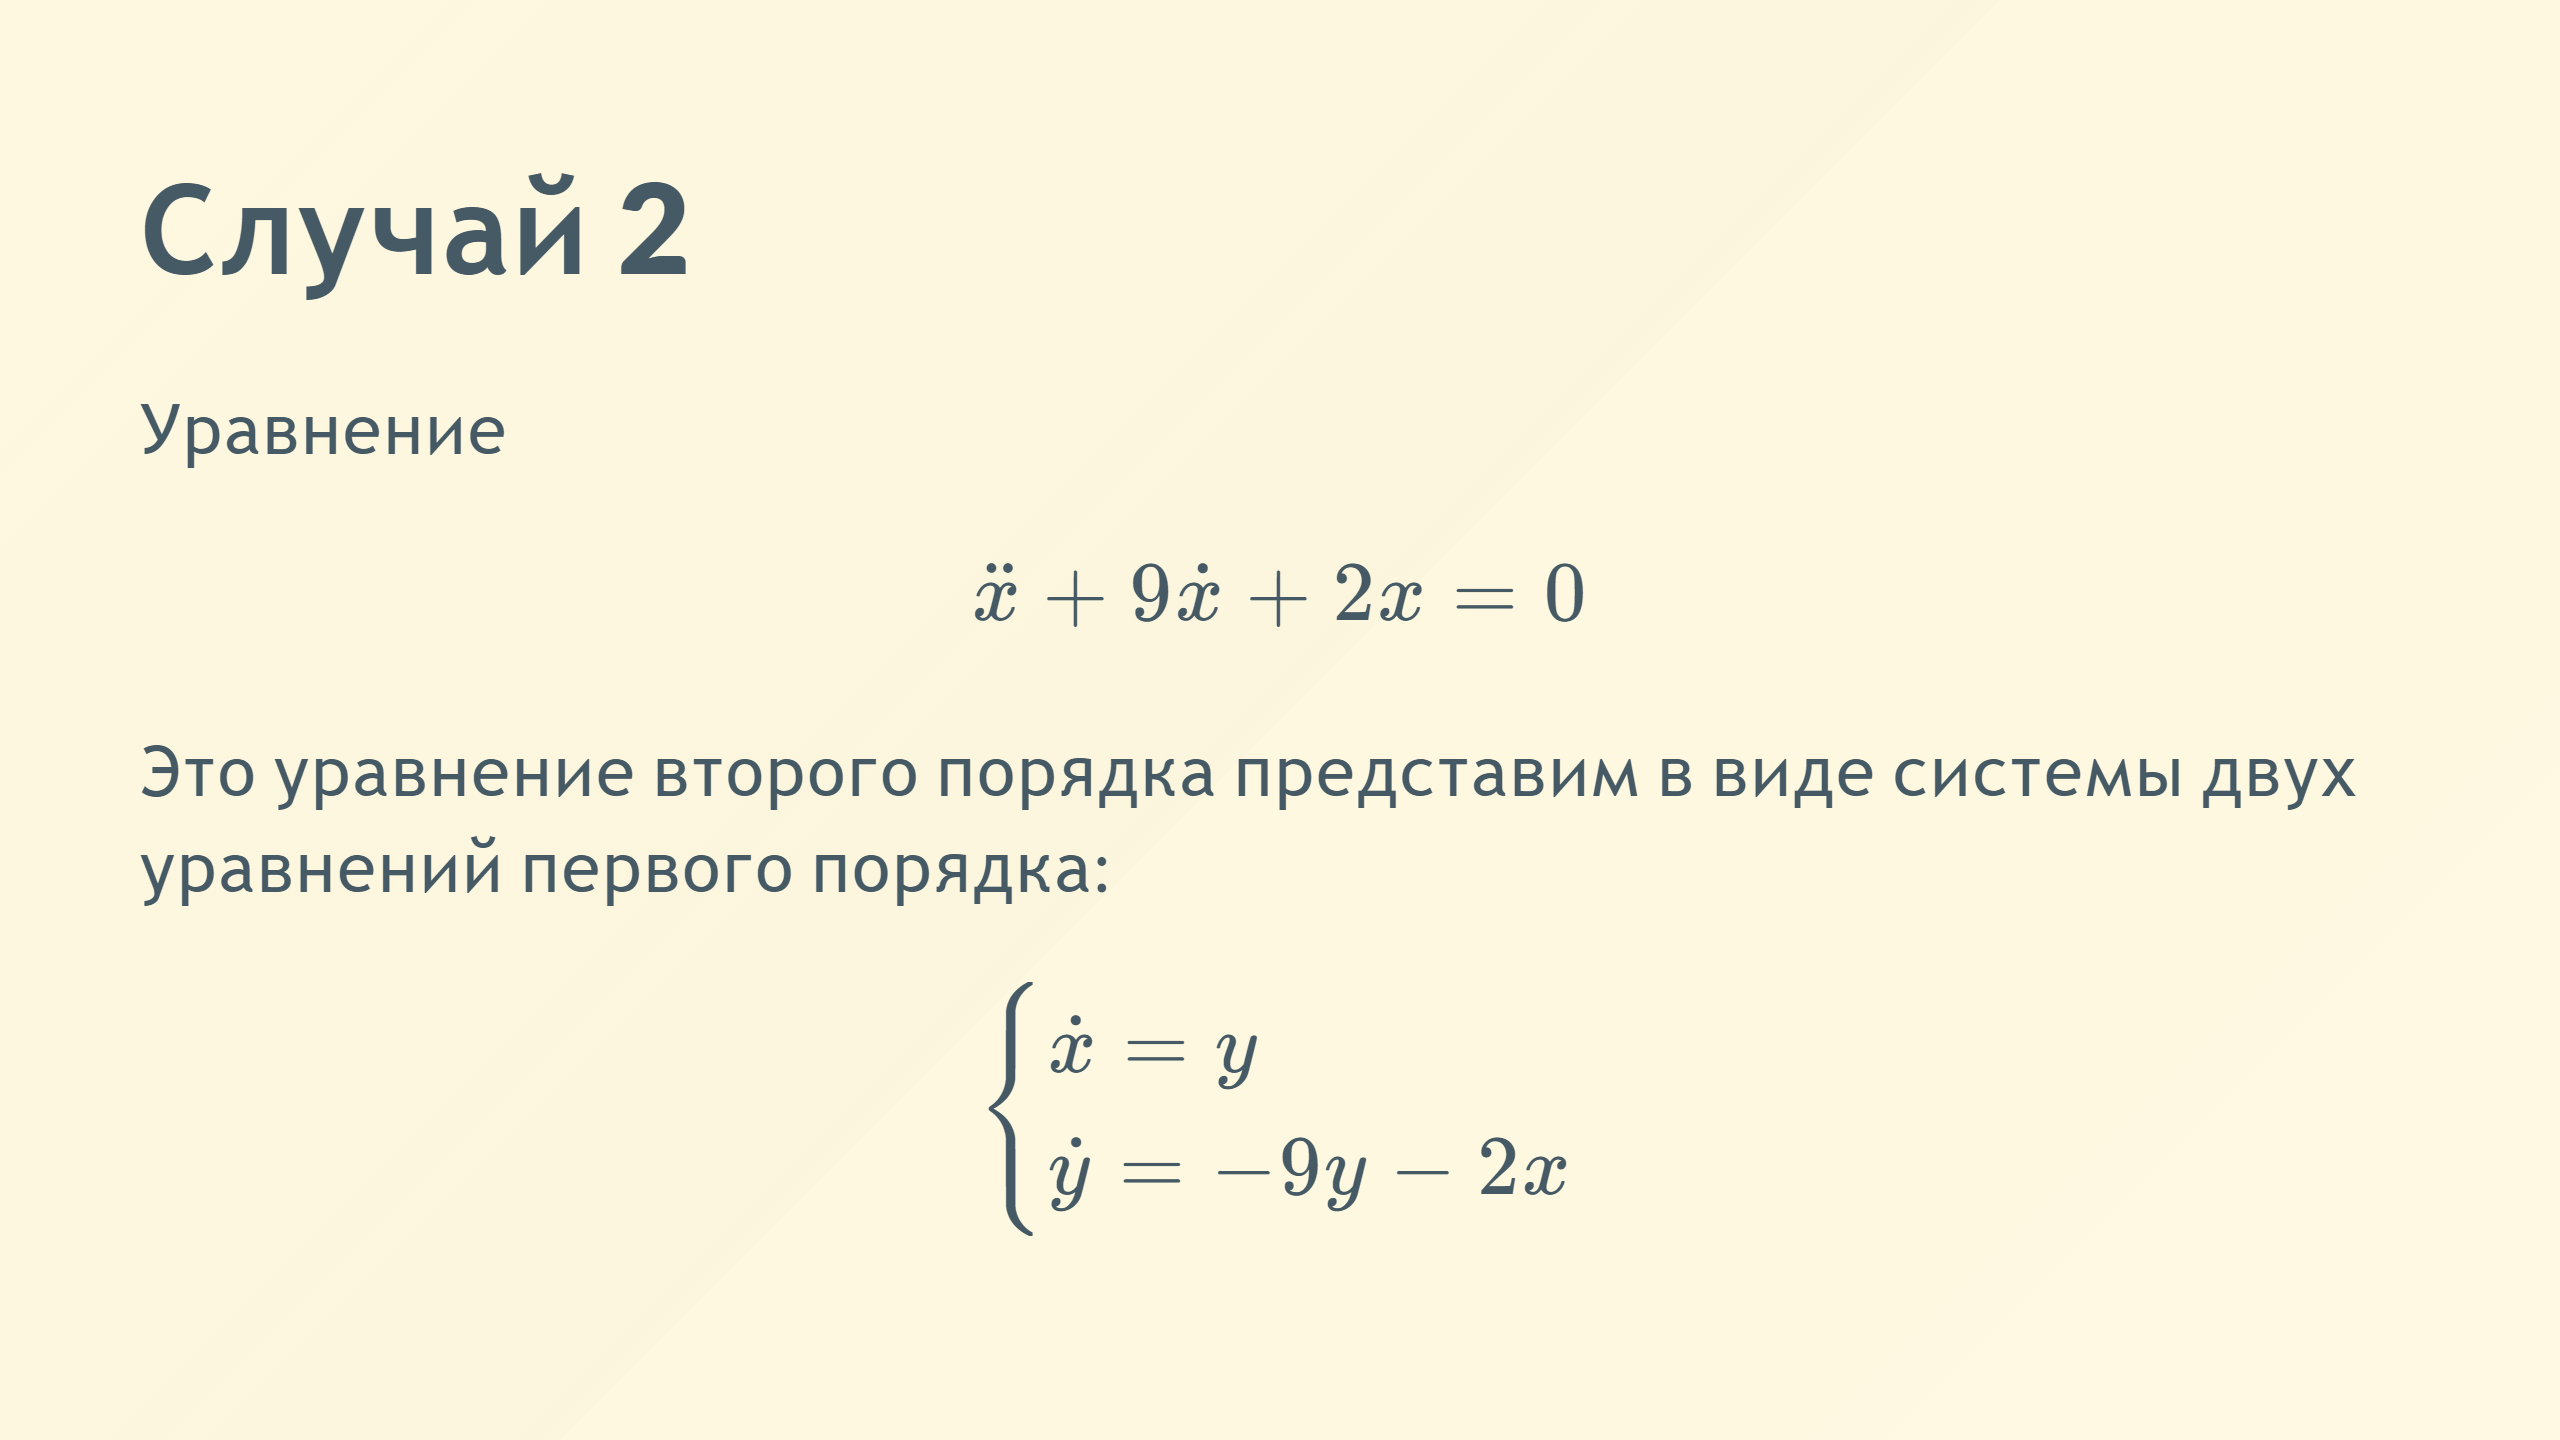 Случай 2
Уравнение
ẍ + 9ẋ + 2x = 0
Это уравнение второго порядка представим в виде системы двух
уравнений первого порядка:
ẋ = y
ẏ = −9y − 2x